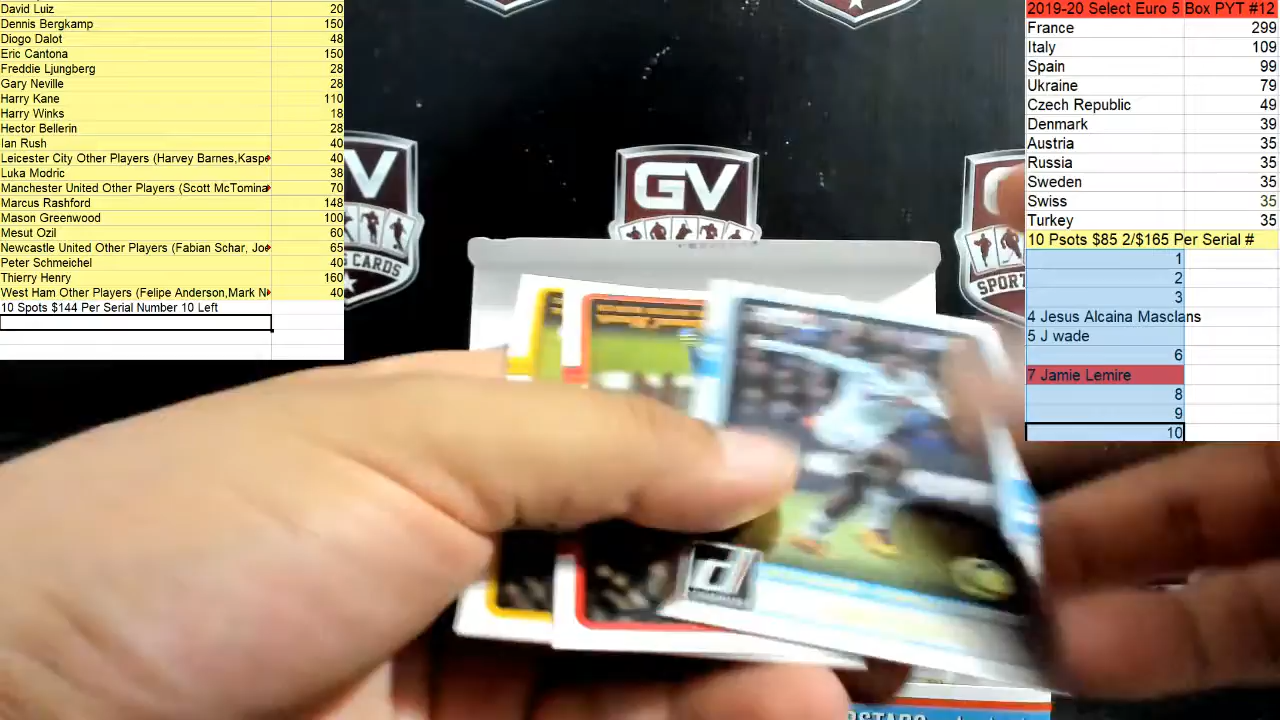 David Luiz 20
Dennis Bergkamp 150
Diogo Dalot 48
Eric Cantona 150
Freddie Ljungberg 28
Gary Neville 28
Harry Kane 110
Harry Winks 18
Hector Bellerin 28
Ian Rush 40
Leicester City Other Players (Harvey Barnes,Kaspe 40
Luka Modric 38
Manchester United Other Players (Scott McTomina 70
Marcus Rashford 148
Mason Greenwood 100
Mesut Ozil 60
Newcastle United Other Players (Fabian Schar, Joe 65
Peter Schmeichel 40
Thierry Henry 160
West Ham Other Players (Felipe Anderson,Mark N 40
10 Spots $144 Per Serial Number 10 Left
2019-20 Select Euro 5 Box PYT #12
France 299
Italy 109
Spain 99
Ukraine 79
Czech Republic 49
Denmark 39
Austria 35
Russia 35
Sweden 35
Swiss 35
Turkey 35
10 Psots $85 2/$165 Per Serial #
1
2
3
4 Jesus Alcaina Masclans
5 J wade
6
7 Jamie Lemire
8
9
10
GV
V
S CARDS
SPORT
d